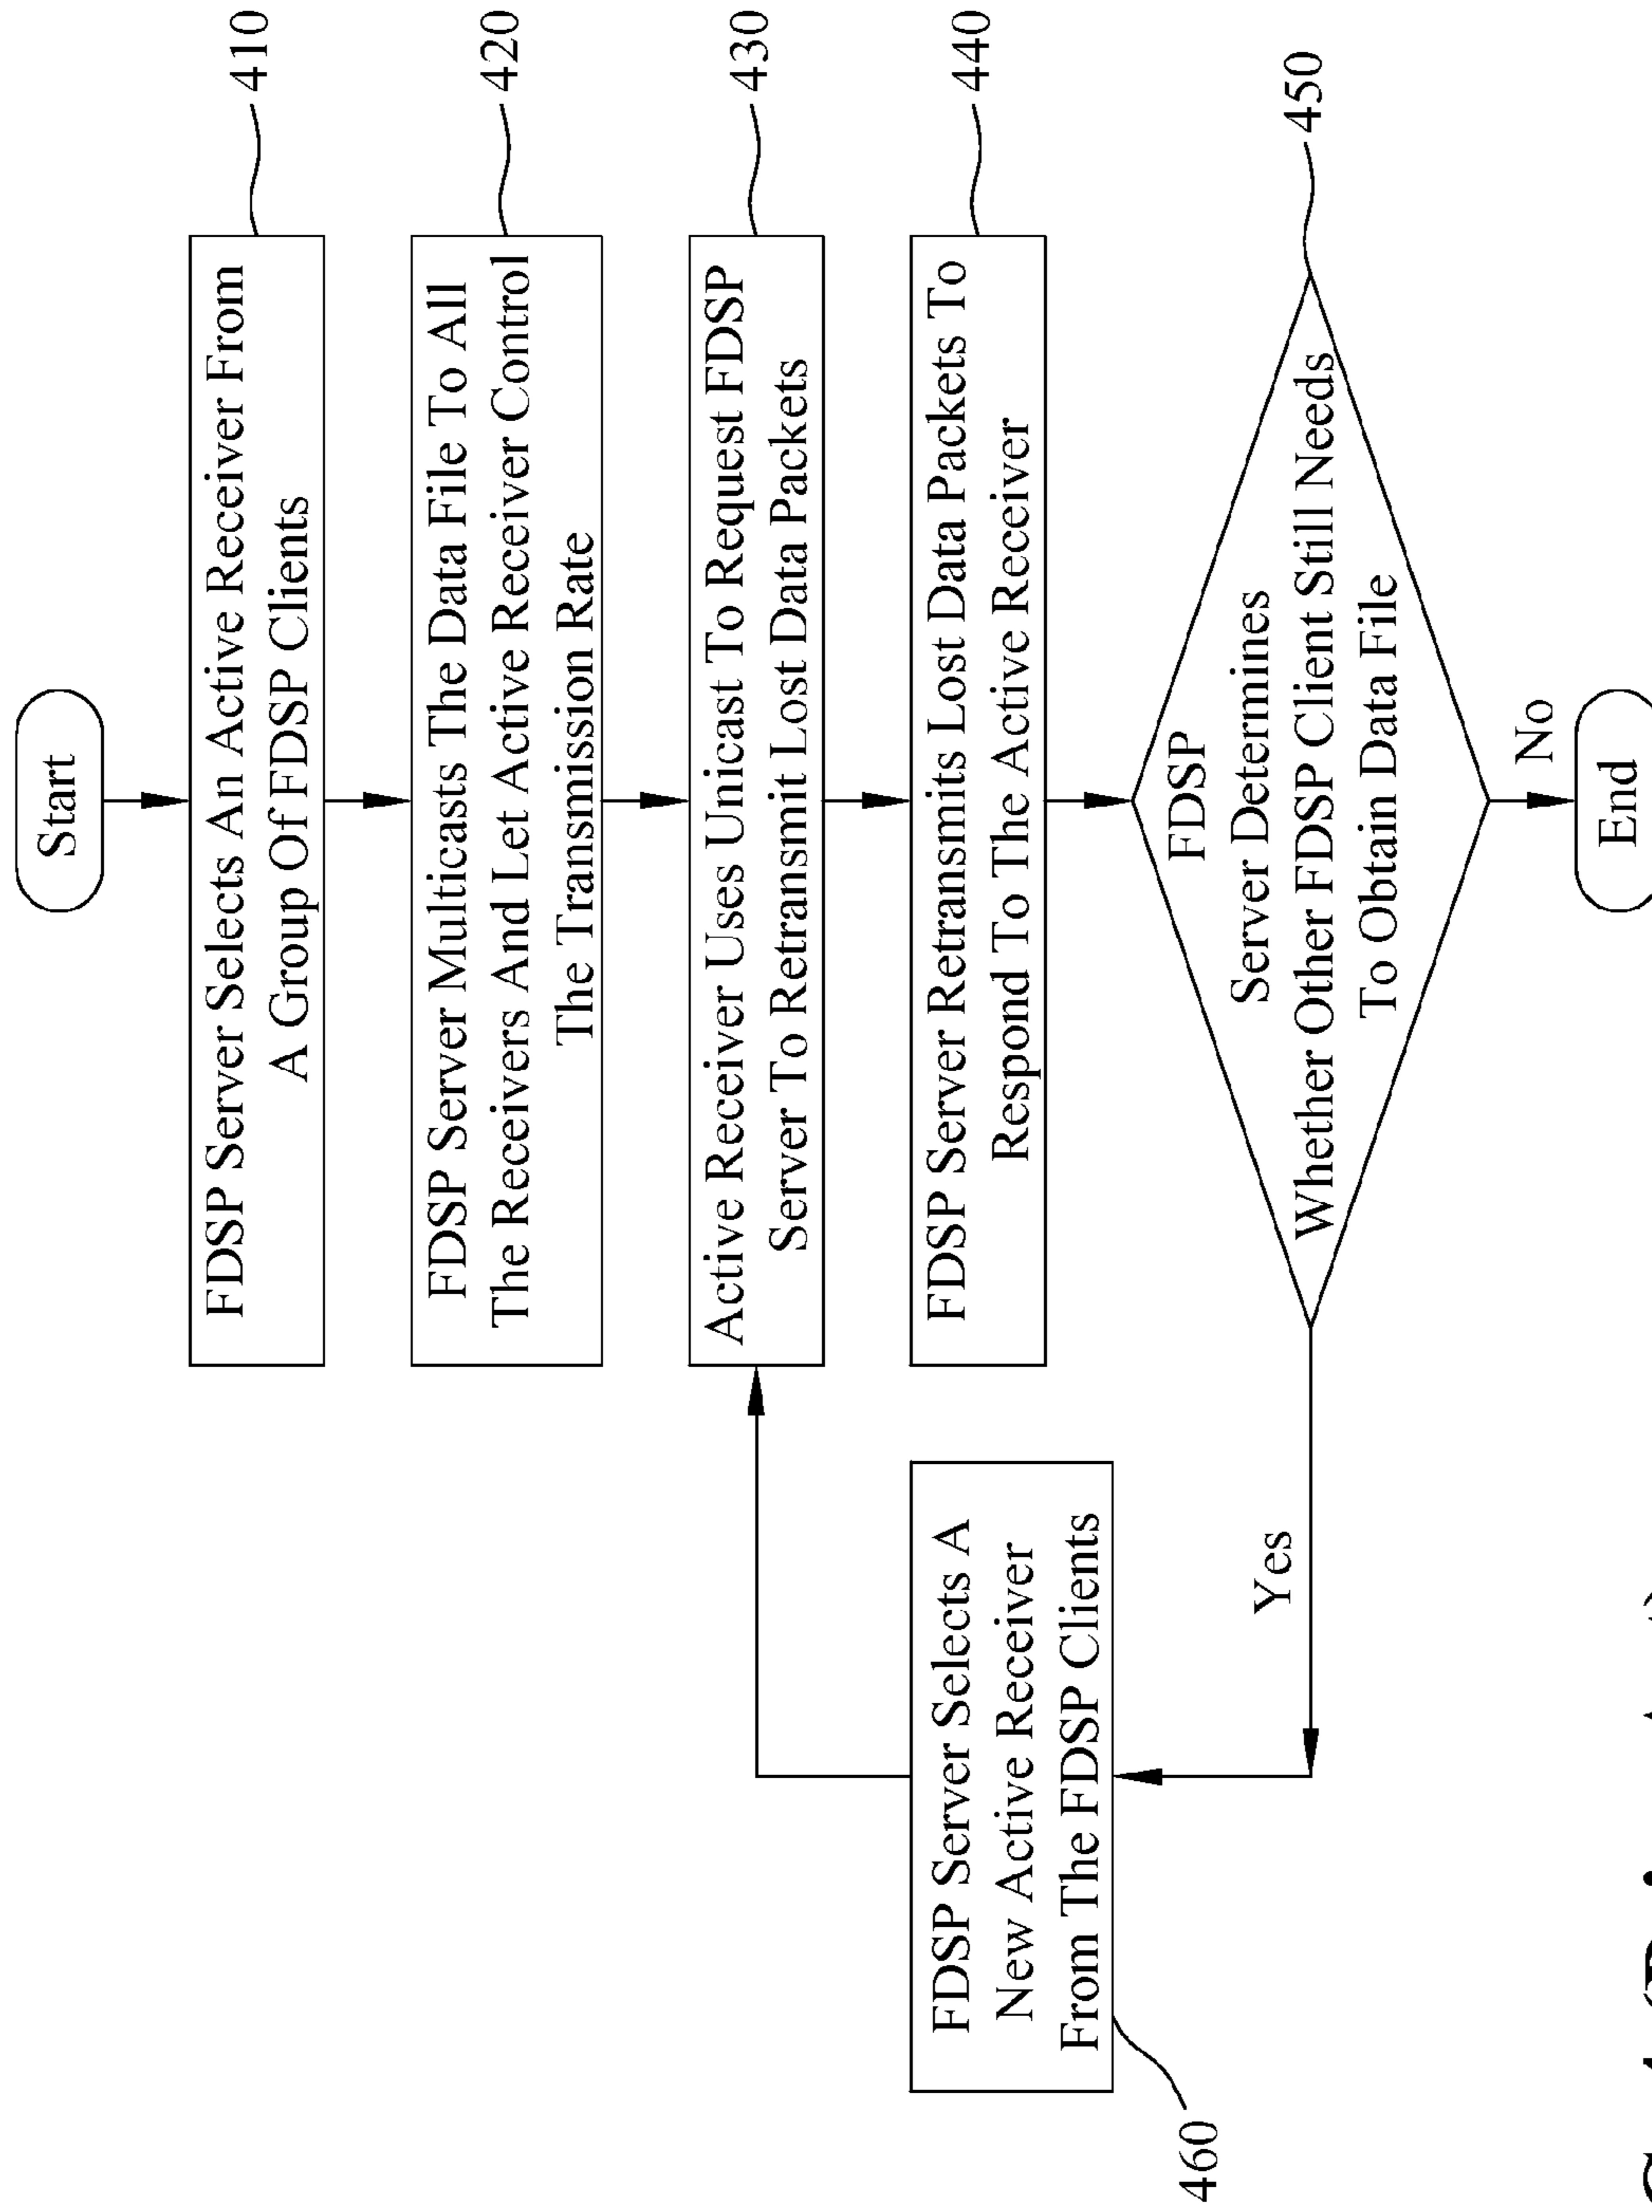 Start
FDSP Server Selects An Active Receiver From
A Group Of FDSP Clients
410
FDSP Server Multicasts The Data File To All
The Receivers And Let Active Receiver Control
The Transmission Rate
420
Active Receiver Uses Unicast To Request FDSP
Server To Retransmit Lost Data Packets
430
FDSP Server Retransmits Lost Data Packets To
Respond To The Active Receiver
440
FDSP
Server Determines
Whether Other FDSP Client Still Needs
To Obtain Data File
450
Yes
FDSP Server Selects A
New Active Receiver
From The FDSP Clients
460
No
End